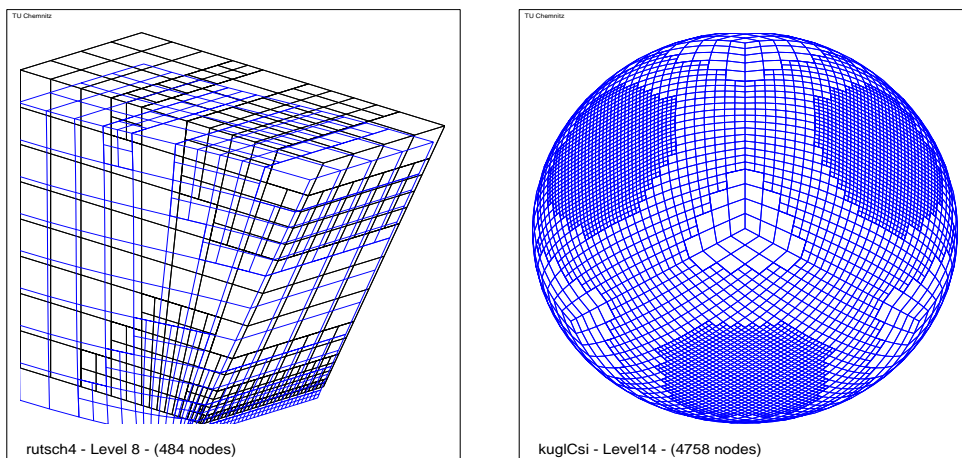 TU Chemnitz
rutsch4 - Level 8 - (484 nodes)
TU Chemnitz
kuglCsi - Level14 - (4758 nodes)